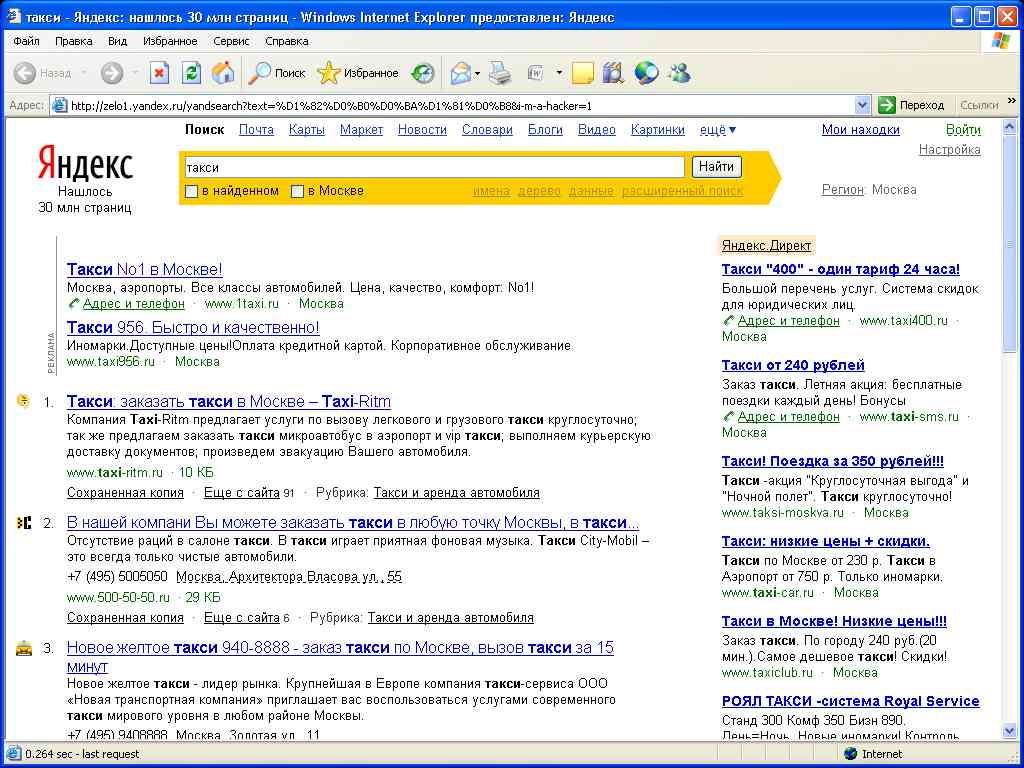 такси - Яндекс: нашлось 30 млн страниц - Windows Internet Explorer предоставлен: Яндекс
Файл Правка Вид Избранное Сервис Справка
Назад Поиск Избранное
Адрес: http://zelo1.yandex.ru/yandsearch?text=%D1%82%D0%B0%D0%BA%D1%81%D0%B8&i-m-a-hacker=1 Переход Ссылки »
Поиск Почта Карты Маркет Новости Словари Блоги Видео Картинки ещё ▼ Мои находки Войти
Настройка
Яндекс
такси Найти
Нашлось
30 млн страниц
в найденном в Москве имена дерево данные расширенный поиск
Регион: Москва
РЕКЛАМА
Такси No1 в Москве!
Москва, аэропорты. Все классы автомобилей. Цена, качество, комфорт: No1!
Адрес и телефон · www.1taxi.ru · Москва
Такси 956. Быстро и качественно!
Иномарки.Доступные цены!Оплата кредитной картой. Корпоративное обслуживание
www.taxi956.ru · Москва
1. Такси: заказать такси в Москве – Taxi-Ritm
Компания Taxi-Ritm предлагает услуги по вызову легкового и грузового такси круглосуточно;
так же предлагаем заказать такси микроавтобус в аэропорт и vip такси; выполняем курьерскую
доставку документов; произведем эвакуацию Вашего автомобиля.
www.taxi-ritm.ru · 10 КБ
Сохраненная копия · Еще с сайта 91 · Рубрика: Такси и аренда автомобиля
2. В нашей компани Вы можете заказать такси в любую точку Москвы, в такси...
Отсутствие раций в салоне такси. В такси играет приятная фоновая музыка. Такси City-Mobil –
это всегда только чистые автомобили.
+7 (495) 5005050 Москва, Архитектора Власова ул., 55
www.500-50-50.ru · 29 КБ
Сохраненная копия · Еще с сайта 6 · Рубрика: Такси и аренда автомобиля
3. Новое желтое такси 940-8888 - заказ такси по Москве, вызов такси за 15
минут
Новое желтое такси - лидер рынка. Крупнейшая в Европе компания такси-сервиса ООО
«Новая транспортная компания» приглашает вас воспользоваться услугами современного
такси мирового уровня в любом районе Москвы.
+7 (495) 9408888 Москва, Золотая ул., 11
Яндекс.Директ
Такси "400" - один тариф 24 часа!
Большой перечень услуг. Система скидок
для юридических лиц.
Адрес и телефон · www.taxi400.ru ·
Москва
Такси от 240 рублей
Заказ такси. Летняя акция: бесплатные
поездки каждый день! Бонусы
Адрес и телефон · www.taxi-sms.ru ·
Москва
Такси! Поездка за 350 рублей!!!
Такси -акция "Круглосуточная выгода" и
"Ночной полет". Такси круглосуточно!
www.taksi-moskva.ru · Москва
Такси: низкие цены + скидки.
Такси по Москве от 230 р. Такси в
Аэропорт от 750 р. Только иномарки.
www.taxi-car.ru · Москва
Такси в Москве! Низкие цены!!!
Заказ такси. По городу 240 руб.(20
мин.).Самое дешевое такси! Скидки!
www.taxiclub.ru · Москва
РОЯЛ ТАКСИ -система Royal Service
Станд 300 Комф 350 Бизн 890.
День=Ночь. Новые иномарки! Контроль
0.264 sec - last request Internet